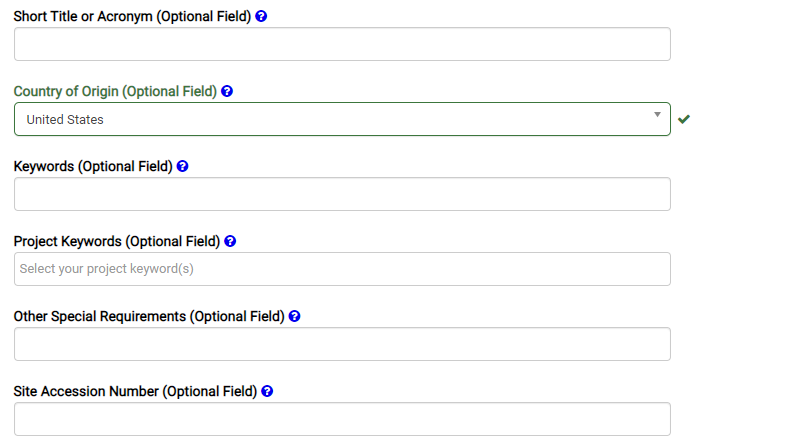 Short Title or Acronym (Optional Field) ?
Country of Origin (Optional Field) ?
United States
Keywords (Optional Field) ?
Project Keywords (Optional Field) ?
Select your project keyword(s)
Other Special Requirements (Optional Field) ?
Site Accession Number (Optional Field) ?